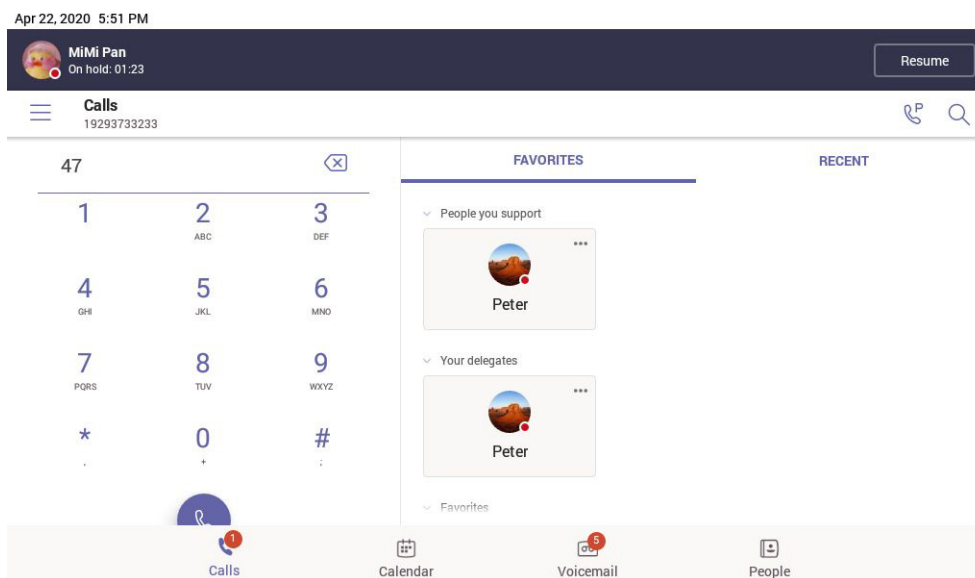 Apr 22, 2020 5:51 PM
MiMi Pan
On hold: 01:23
Resume
Calls
19293733233
P
47
FAVORITES
RECENT
1
2
3
ABC
DEF
4
5
6
GHI
JKL
MNO
7
8
9
PQRS
TUV
WXYZ
*
0
#
,
+
;
People you support
Peter
Your delegates
Peter
Favorites
1
5
Calls
Calendar
Voicemail
People